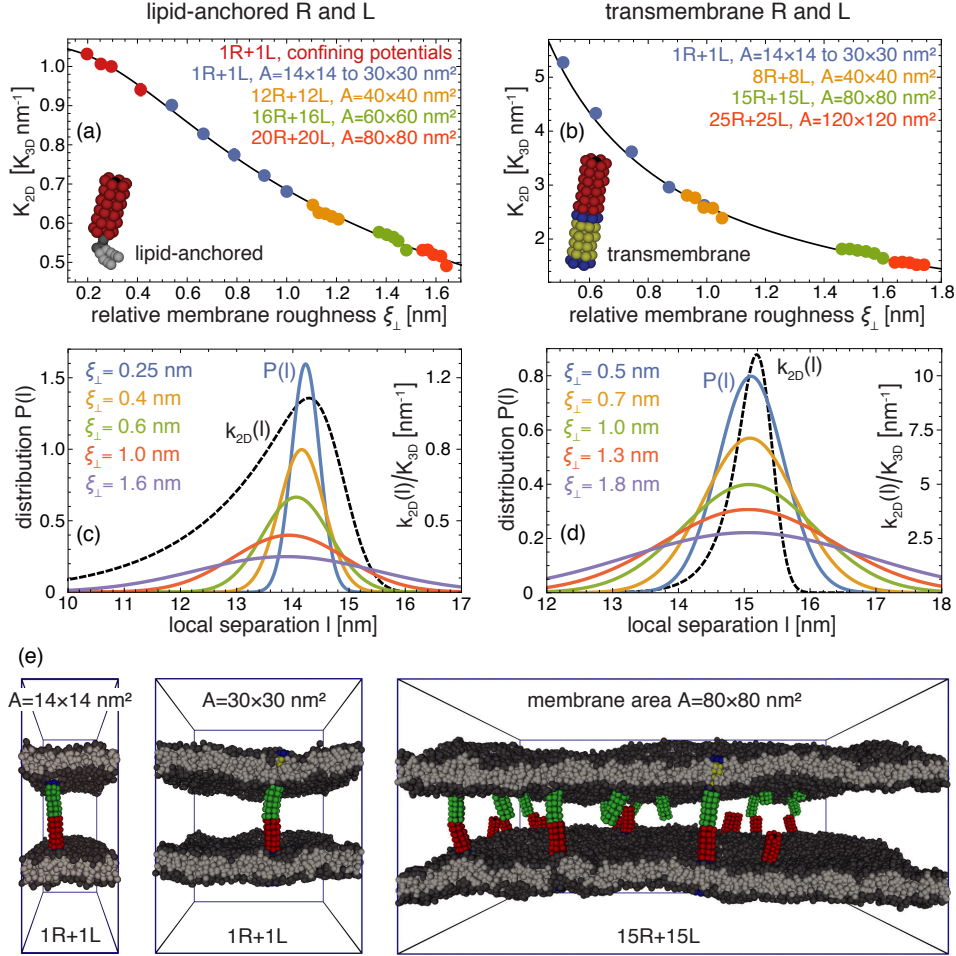 lipid-anchored R and L
transmembrane R and L
1R+1L, confining potentials
1R+1L, A=14×14 to 30×30 nm²
12R+12L, A=40×40 nm²
16R+16L, A=60×60 nm²
20R+20L, A=80×80 nm²
(a)
lipid-anchored
K2D [K3D nm⁻¹]
1.0
0.9
0.8
0.7
0.6
0.5
0.2 0.4 0.6 0.8 1.0 1.2 1.4 1.6
relative membrane roughness ξ⊥ [nm]
1R+1L, A=14×14 to 30×30 nm²
8R+8L, A=40×40 nm²
15R+15L, A=80×80 nm²
25R+25L, A=120×120 nm²
(b)
transmembrane
K2D [K3D nm⁻¹]
5
4
3
2
0.6 0.8 1.0 1.2 1.4 1.6 1.8
relative membrane roughness ξ⊥ [nm]
ξ⊥= 0.25 nm
ξ⊥= 0.4 nm
ξ⊥= 0.6 nm
ξ⊥= 1.0 nm
ξ⊥= 1.6 nm
P(l)
k2D(l)
(c)
distribution P(l)
1.5
1.0
0.5
0
k2D(l)/K3D [nm⁻¹]
1.2
0.8
0.5
10 11 12 13 14 15 16 17
local separation l [nm]
ξ⊥= 0.5 nm
ξ⊥= 0.7 nm
ξ⊥= 1.0 nm
ξ⊥= 1.3 nm
ξ⊥= 1.8 nm
P(l)
k2D(l)
(d)
distribution P(l)
0.8
0.6
0.4
0.2
0
k2D(l)/K3D [nm⁻¹]
10
7.5
5
2.5
12 13 14 15 16 17 18
local separation l [nm]
(e)
A=14×14 nm²
A=30×30 nm²
membrane area A=80×80 nm²
1R+1L
1R+1L
15R+15L